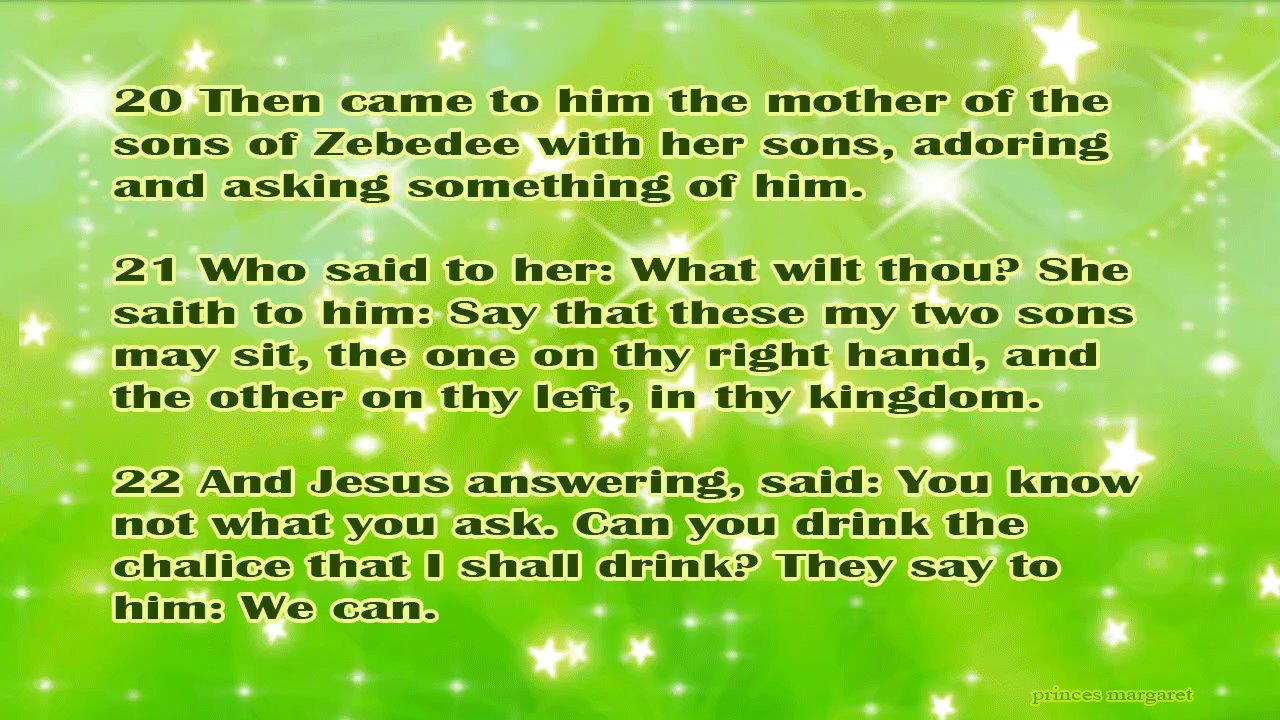 20 Then came to him the mother of the
sons of Zebedee with her sons, adoring
and asking something of him.
21 Who said to her: What wilt thou? She
saith to him: Say that these my two sons
may sit, the one on thy right hand, and
the other on thy left, in thy kingdom.
22 And Jesus answering, said: You know
not what you ask. Can you drink the
chalice that I shall drink? They say to
him: We can.
princes margaret